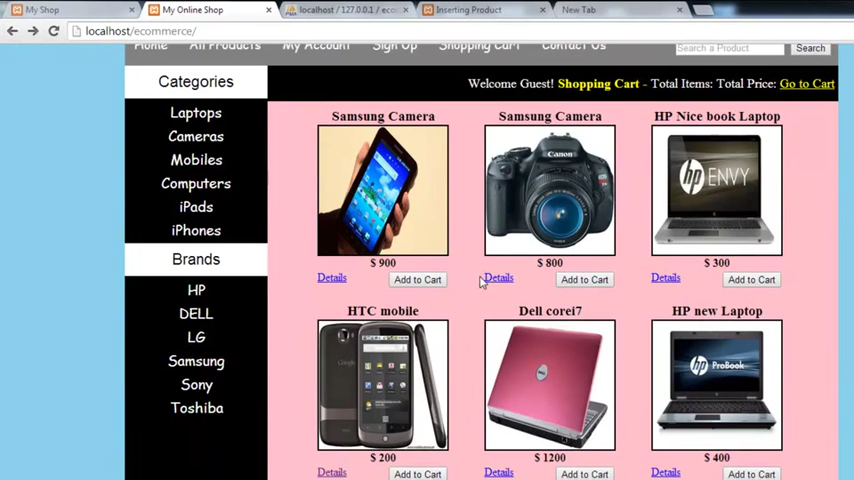 My Shop
My Online Shop
localhost / 127.0.0.1 / eco
Inserting Product
New Tab
localhost/ecommerce/
Home All Products My Account Sign Up Shopping Cart Contact Us
Search a Product
Search
Categories
Welcome Guest! Shopping Cart - Total Items: Total Price: Go to Cart
Laptops
Cameras
Mobiles
Computers
iPads
iPhones
Brands
HP
DELL
LG
Samsung
Sony
Toshiba
Samsung Camera
$ 900
Details
Add to Cart
Samsung Camera
Canon
$ 800
Details
Add to Cart
HP Nice book Laptop
hp ENVY
$ 300
Details
Add to Cart
HTC mobile
Google
$ 200
Details
Add to Cart
Dell corei7
DELL
$ 1200
Details
Add to Cart
HP new Laptop
hp ProBook
$ 400
Details
Add to Cart